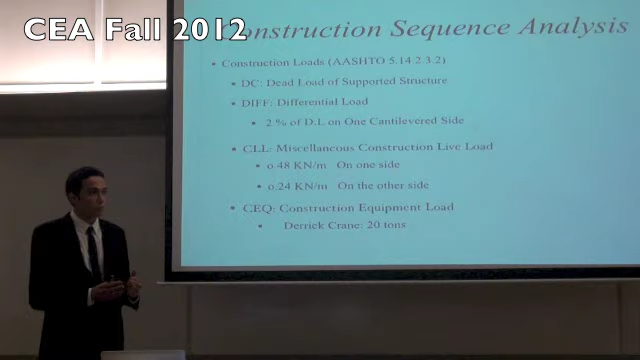 CEA Fall 2012
Construction Sequence Analysis
• Construction Loads (AASHTO 5.14 2.3.2)
• DC: Dead Load of Supported Structure
• DIFF: Differential Load
• 2.% of D.L on One Cantilevered Side
• CLL: Miscellaneous Construction Live Load
• 0.48 KN/m On one side
• 0.24 KN/m On the other side
• CEQ: Construction Equipment Load
• Derrick Crane: 20 tons